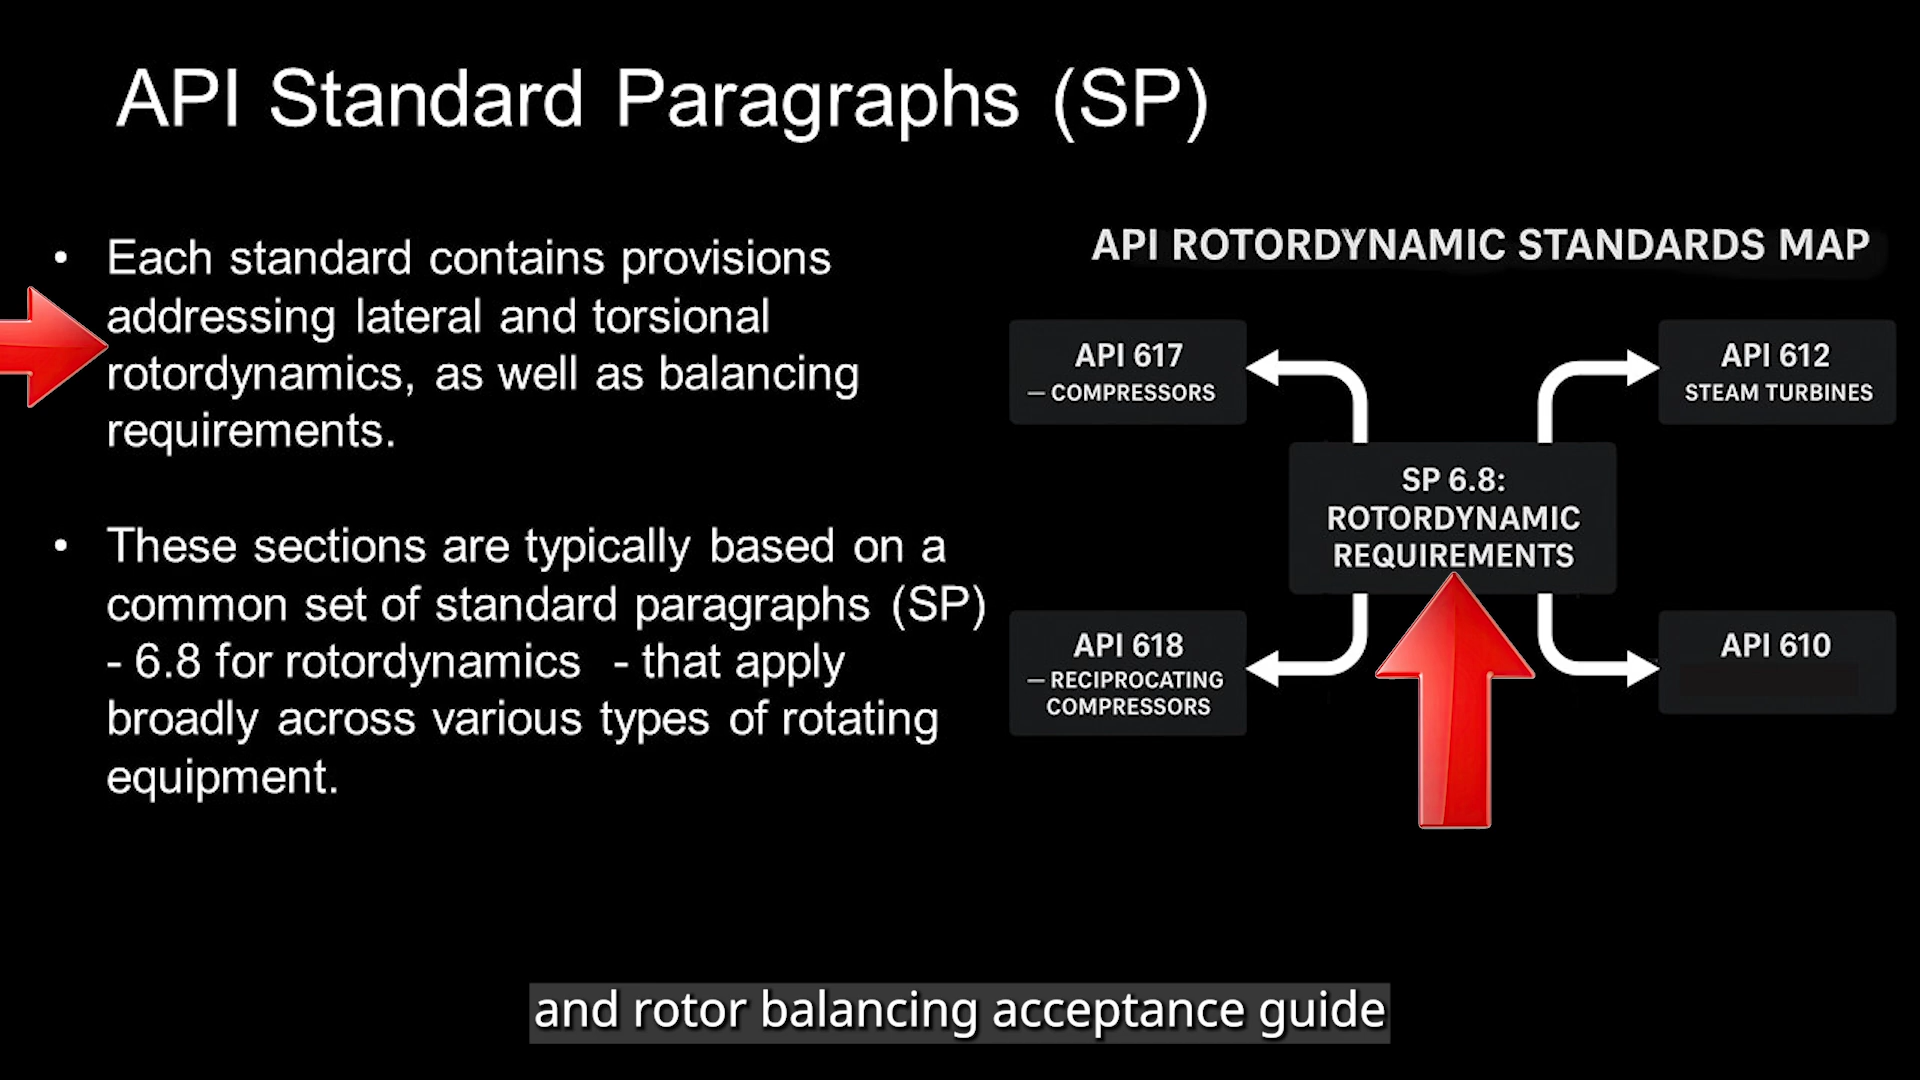 API Standard Paragraphs (SP)
• Each standard contains provisions
addressing lateral and torsional
rotordynamics, as well as balancing
requirements.
• These sections are typically based on a
common set of standard paragraphs (SP)
- 6.8 for rotordynamics - that apply
broadly across various types of rotating
equipment.
API ROTORDYNAMIC STANDARDS MAP
API 617
— COMPRESSORS
API 612
STEAM TURBINES
SP 6.8:
ROTORDYNAMIC
REQUIREMENTS
API 618
— RECIPROCATING
COMPRESSORS
API 610
and rotor balancing acceptance guide